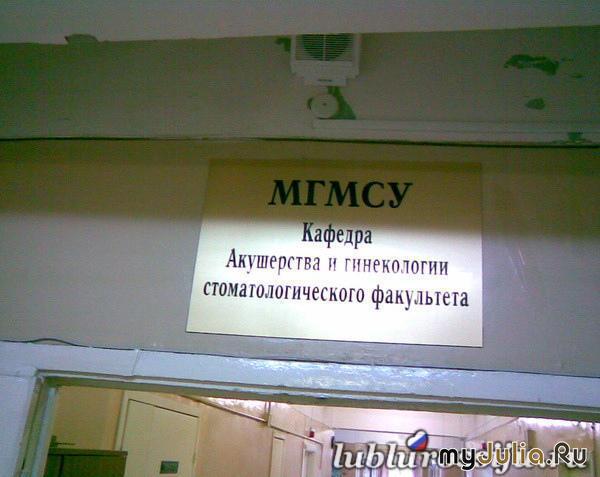 МГМСУ
Кафедра
Акушерства и гинекологии
стоматологического факультета
myJulia.Ru